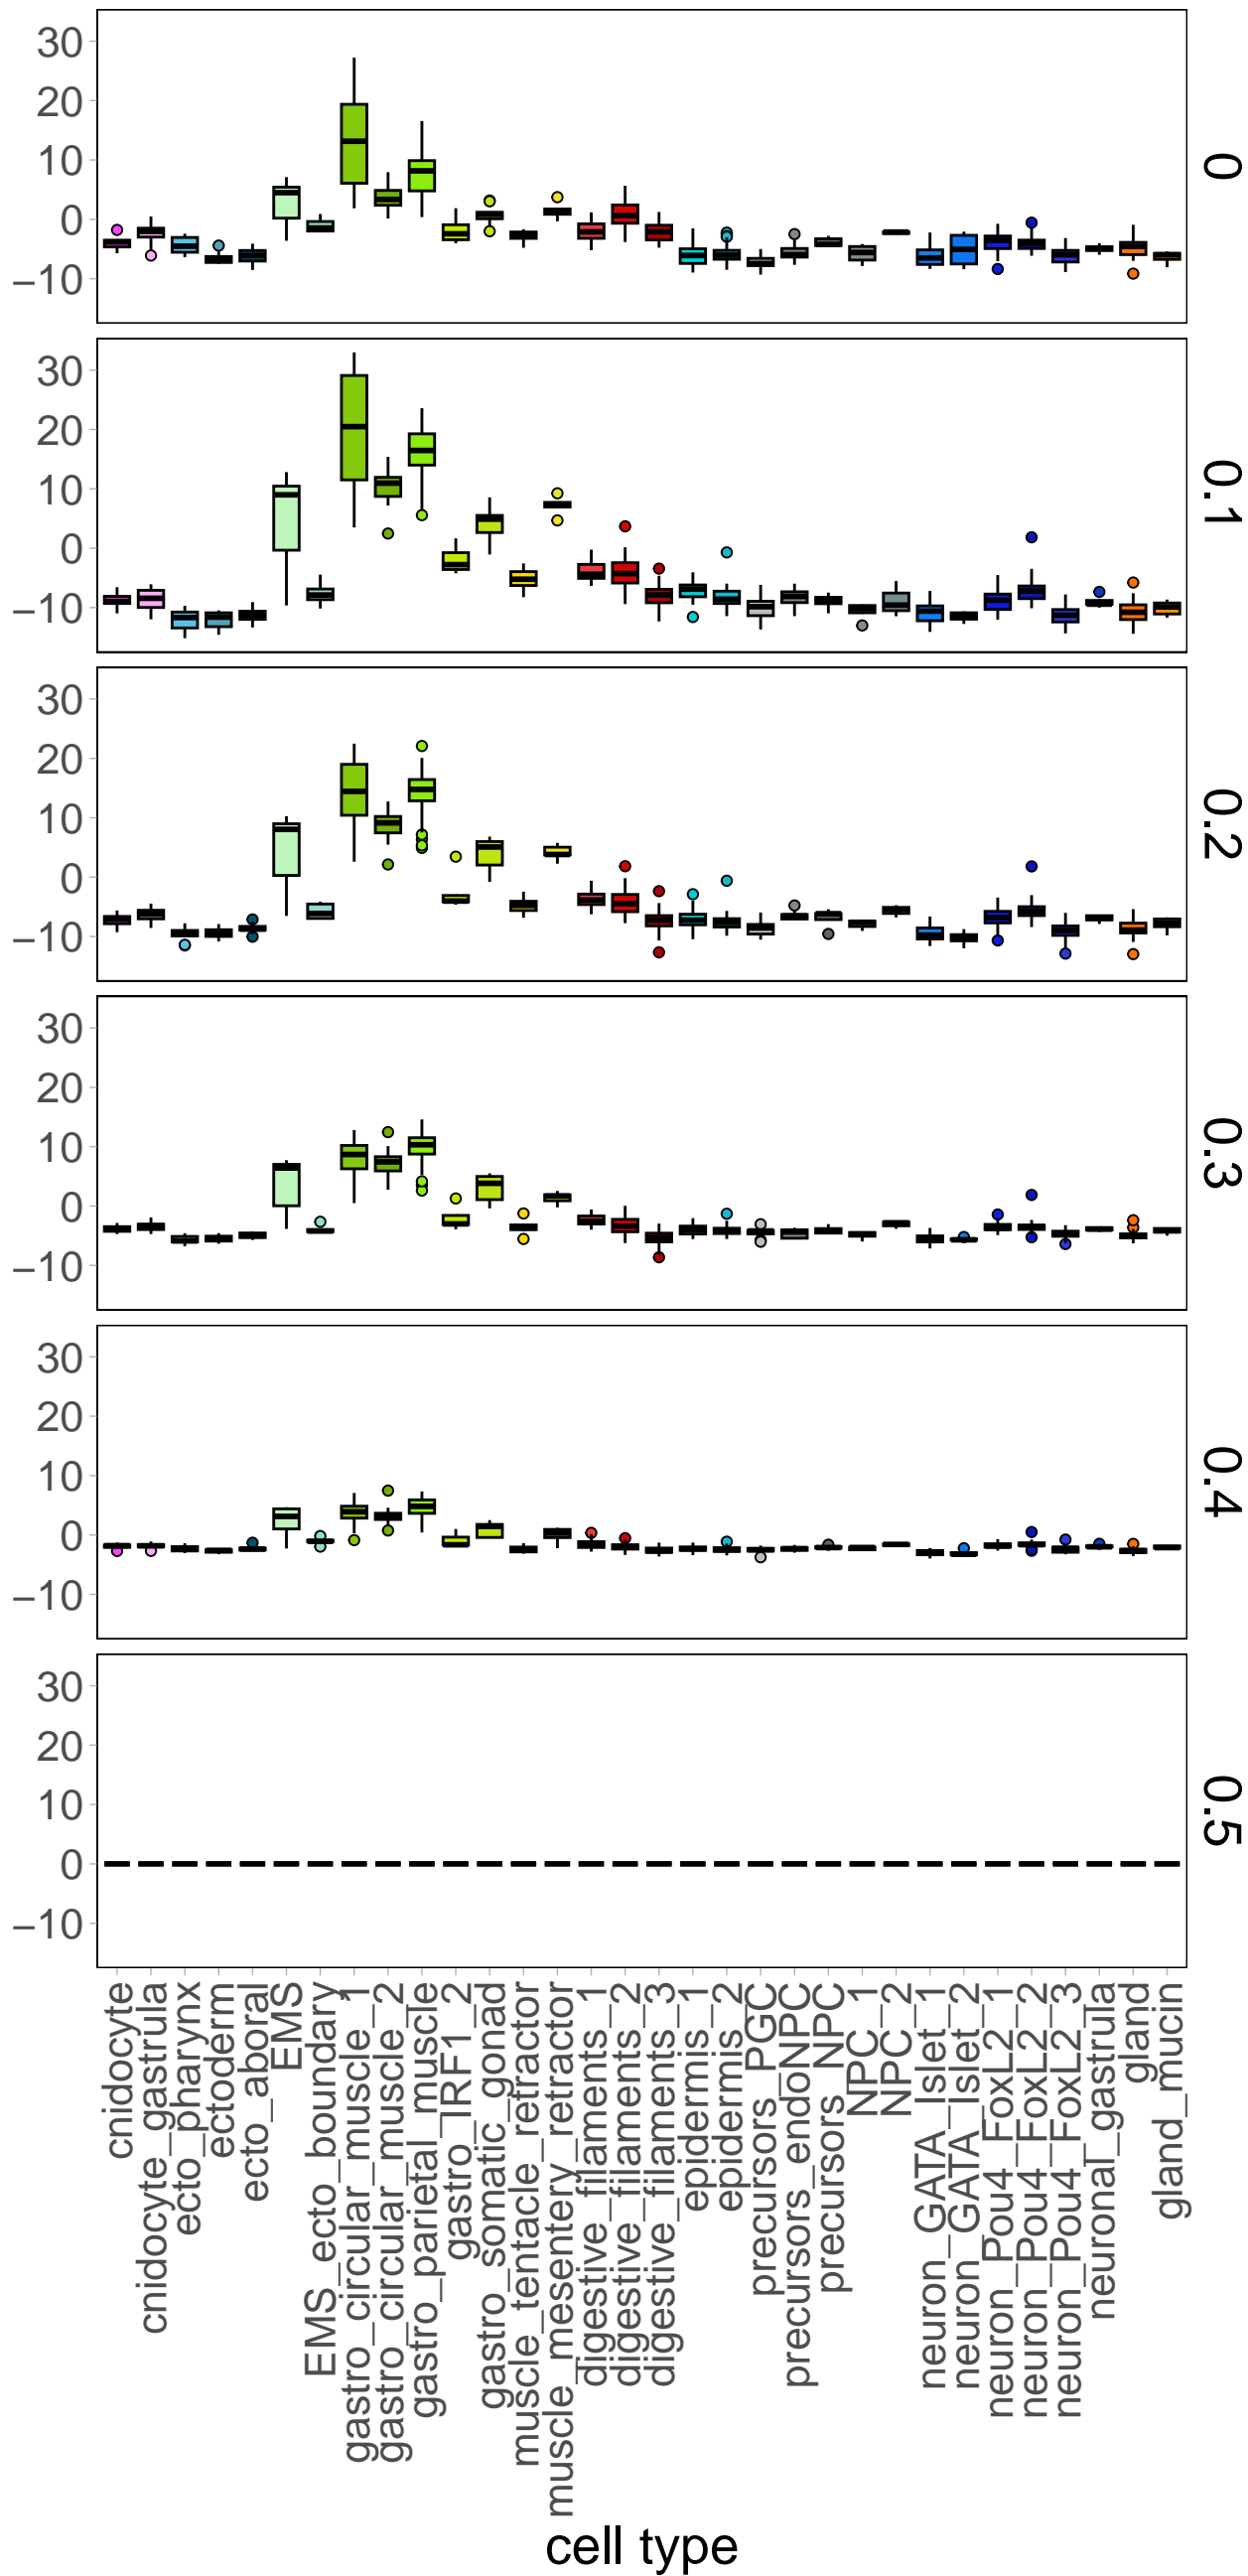 30
20
10
0
−10
0
30
20
10
0
−10
0.1
30
20
10
0
−10
0.2
30
20
10
0
−10
0.3
30
20
10
0
−10
0.4
30
20
10
0
−10
0.5
cnidocyte
cnidocyte_gastrula
ecto_pharynx
ectoderm
ecto_aboral
EMS
EMS_ecto_boundary
gastro_circular_muscle_1
gastro_circular_muscle_2
gastro_parietal_muscle
gastro_IRF1_2
gastro_somatic_gonad
muscle_tentacle_retractor
muscle_mesentery_retractor
digestive_filaments_1
digestive_filaments_2
digestive_filaments_3
epidermis_1
epidermis_2
precursors_PGC
precursors_endoNPC
precursors_NPC
NPC_1
NPC_2
neuron_GATA_Islet_1
neuron_GATA_Islet_2
neuron_Pou4_FoxL2_1
neuron_Pou4_FoxL2_2
neuron_Pou4_FoxL2_3
neuronal_gastrula
gland
gland_mucin
cell type